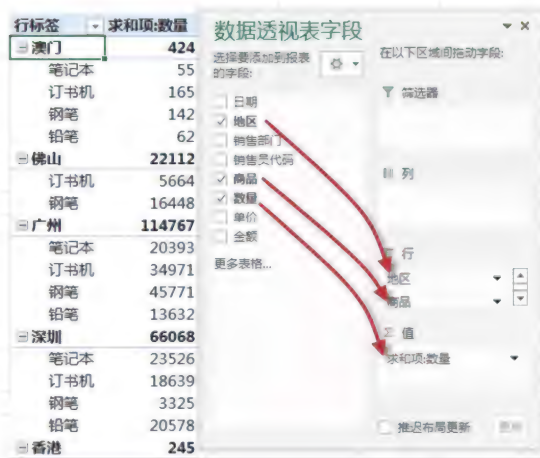 行标签 求和项:数量
澳门 424
笔记本 55
订书机 165
钢笔 142
铅笔 62
佛山 22112
订书机 5664
钢笔 16448
广州 114767
笔记本 20393
订书机 34971
钢笔 45771
铅笔 13632
深圳 66068
笔记本 23526
订书机 18639
钢笔 3325
铅笔 20578
香港 245
数据透视表字段
选择要添加到报表
的字段:
日期
地区
销售部门
销售员代码
商品
数量
单价
金额
更多表格...
在以下区域间拖动字段:
筛选器
列
行
地区
商品
Σ 值
求和项:数量
推迟布局更新 更新